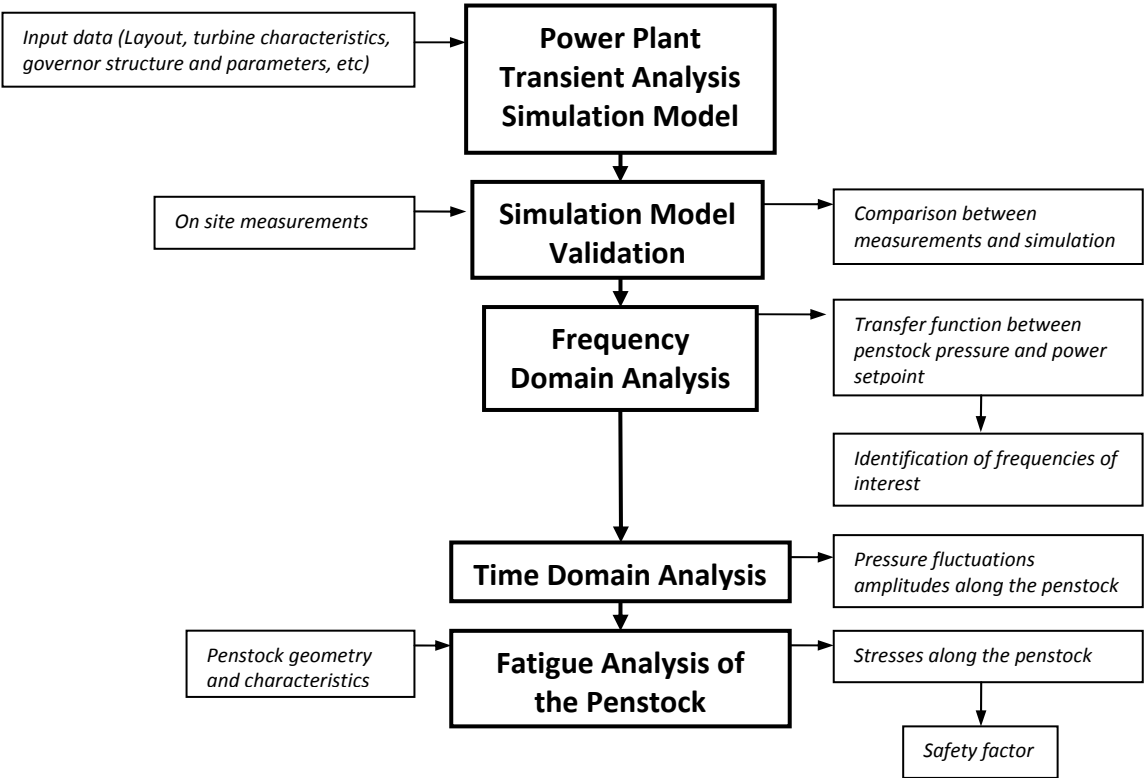 Input data (Layout, turbine characteristics,
governor structure and parameters, etc)
Power Plant
Transient Analysis
Simulation Model
On site measurements
Simulation Model
Validation
Comparison between
measurements and simulation
Frequency
Domain Analysis
Transfer function between
penstock pressure and power
setpoint
Identification of frequencies of
interest
Time Domain Analysis
Pressure fluctuations
amplitudes along the penstock
Penstock geometry
and characteristics
Fatigue Analysis of
the Penstock
Stresses along the penstock
Safety factor